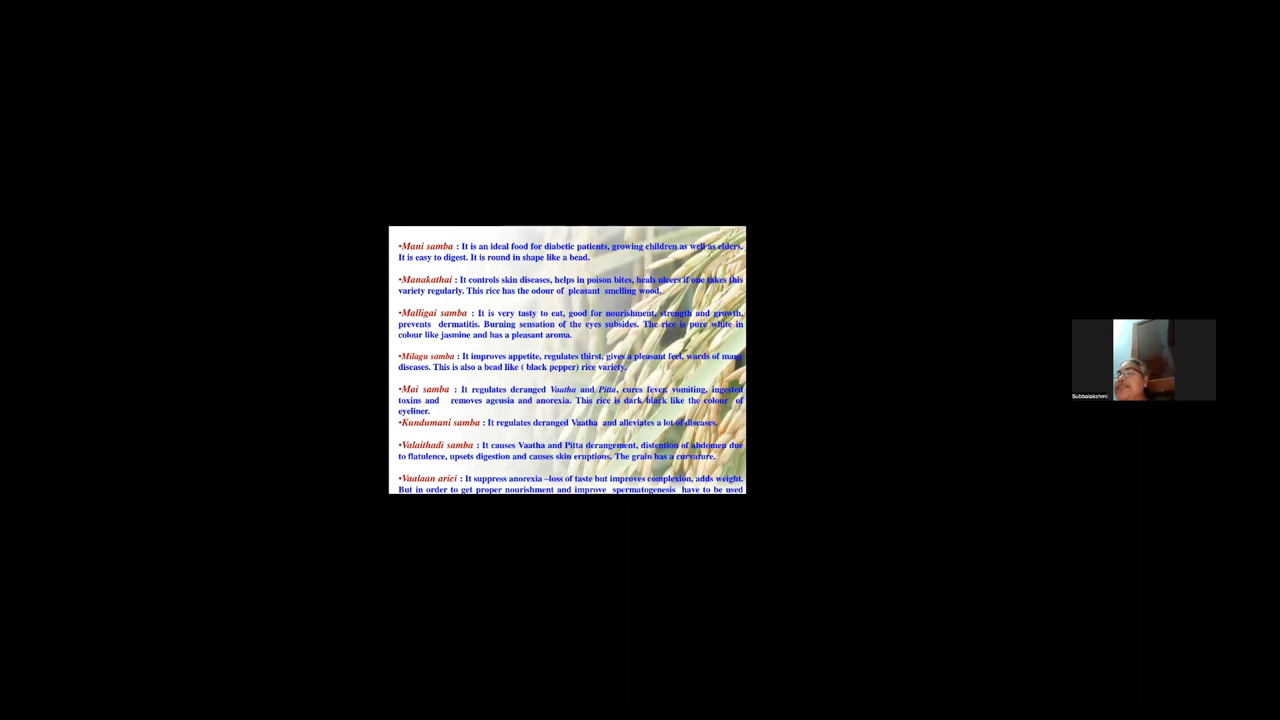 •Mani samba : It is an ideal food for diabetic patients, growing children as well as elders.
It is easy to digest. It is round in shape like a bead.
•Manakathai : It controls skin diseases, helps in poison bites, heals ulcers if one takes this
variety regularly. This rice has the odour of pleasant smelling wood.
•Malligai samba : It is very tasty to eat, good for nourishment, strength and growth,
prevents dermatitis. Burning sensation of the eyes subsides. The rice is pure white in
colour like jasmine and has a pleasant aroma.
•Milagu samba : It improves appetite, regulates thirst, gives a pleasant feel, wards of many
diseases. This is also a bead like ( black pepper) rice variety.
•Mai samba : It regulates deranged Vaatha and Pitta, cures fever, vomiting, ingested
toxins and removes ageusia and anorexia. This rice is dark black like the colour of
eyeliner.
•Kundumani samba : It regulates deranged Vaatha and alleviates a lot of diseases.
•Valaithadi samba : It causes Vaatha and Pitta derangement, distention of abdomen due
to flatulence, upsets digestion and causes skin eruptions. The grain has a curvature.
•Vaalaan arici : It suppress anorexia –loss of taste but improves complexion, adds weight.
But in order to get proper nourishment and improve spermatogenesis have to be used
Subbalakshmi